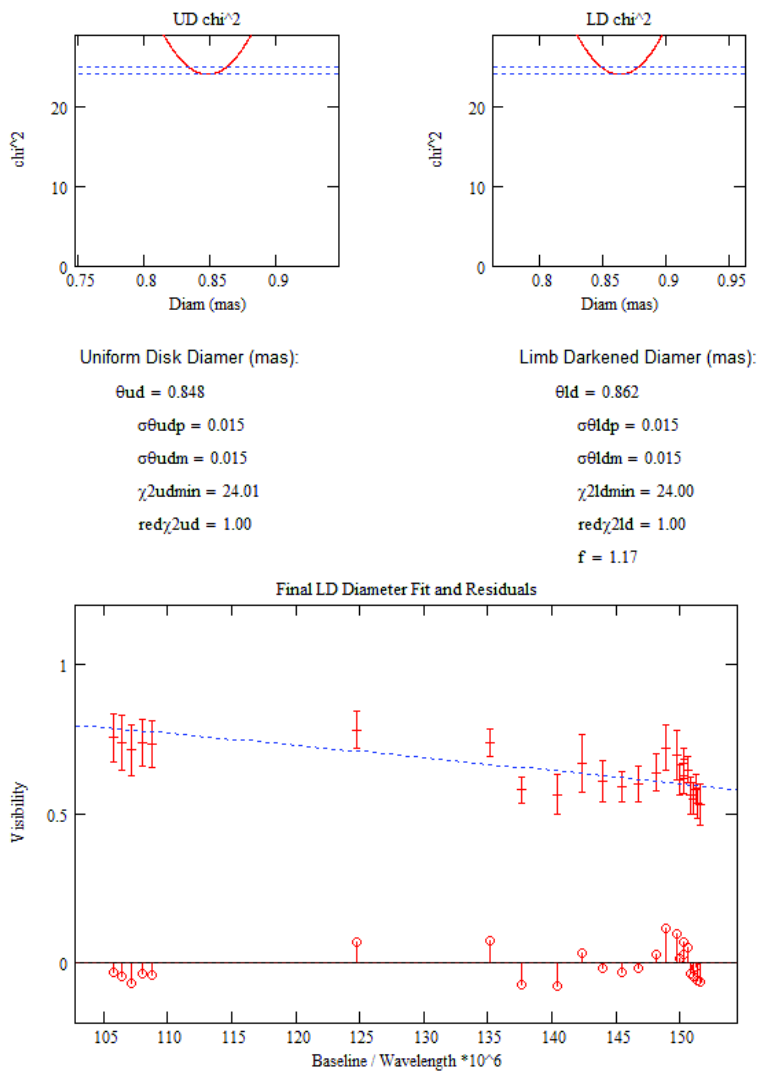 UD chi^2
LD chi^2
chi^2
20
10
0
0.75 0.8 0.85 0.9
Diam (mas)
chi^2
20
10
0
0.8 0.85 0.9 0.95
Diam (mas)
Uniform Disk Diamer (mas):
θud = 0.848
σθudp = 0.015
σθudm = 0.015
χ2udmin = 24.01
redχ2ud = 1.00
Limb Darkened Diamer (mas):
θld = 0.862
σθldp = 0.015
σθldm = 0.015
χ2ldmin = 24.00
redχ2ld = 1.00
f = 1.17
Final LD Diameter Fit and Residuals
Visibility
1
0.5
0
105 110 115 120 125 130 135 140 145 150
Baseline / Wavelength *10^6